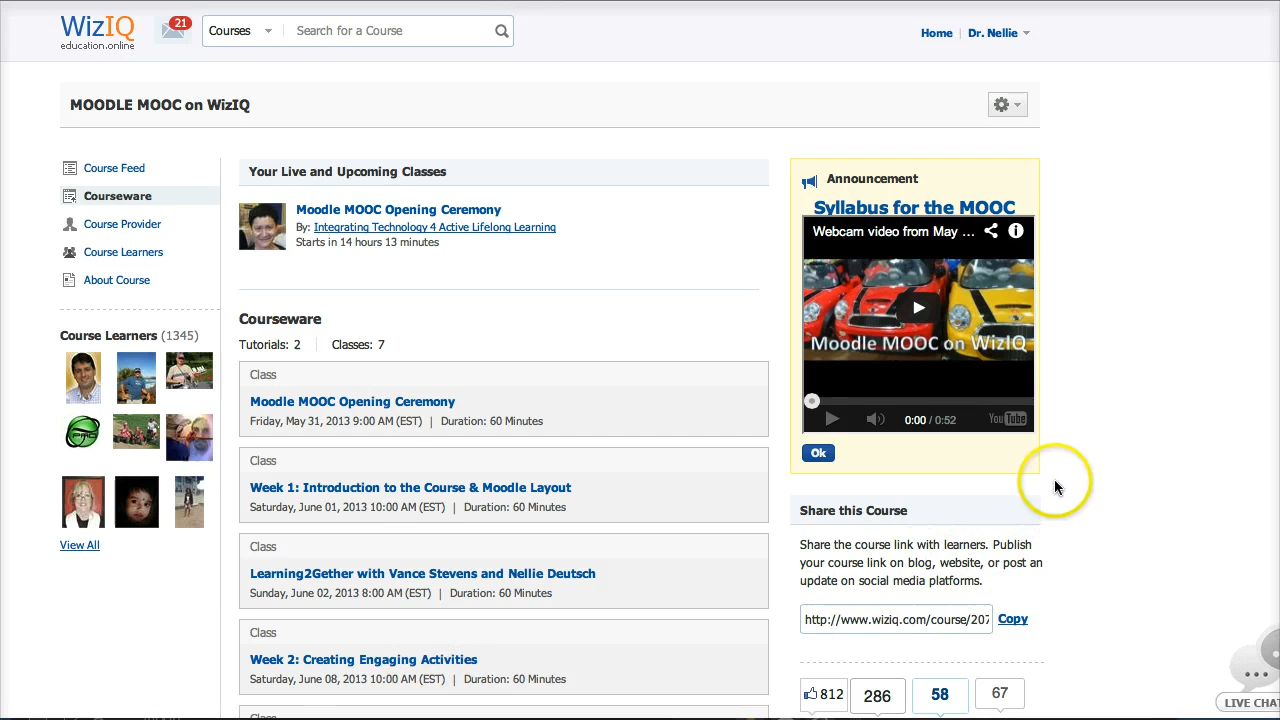 WizIQ
education.online
21
Courses
Search for a Course
Home | Dr. Nellie
MOODLE MOOC on WizIQ
Course Feed
Courseware
Course Provider
Course Learners
About Course
Course Learners (1345)
View All
Your Live and Upcoming Classes
Moodle MOOC Opening Ceremony
By: Integrating Technology 4 Active Lifelong Learning
Starts in 14 hours 13 minutes
Courseware
Tutorials: 2 | Classes: 7
Class
Moodle MOOC Opening Ceremony
Friday, May 31, 2013 9:00 AM (EST) | Duration: 60 Minutes
Class
Week 1: Introduction to the Course & Moodle Layout
Saturday, June 01, 2013 10:00 AM (EST) | Duration: 60 Minutes
Class
Learning2Gether with Vance Stevens and Nellie Deutsch
Sunday, June 02, 2013 8:00 AM (EST) | Duration: 60 Minutes
Class
Week 2: Creating Engaging Activities
Saturday, June 08, 2013 10:00 AM (EST) | Duration: 60 Minutes
Class
Announcement
Syllabus for the MOOC
Webcam video from May ...
Moodle MOOC on WizIQ
0:00 / 0:52
YouTube
Ok
Share this Course
Share the course link with learners. Publish
your course link on blog, website, or post an
update on social media platforms.
http://www.wiziq.com/course/207
Copy
812
286
58
67
LIVE CHA